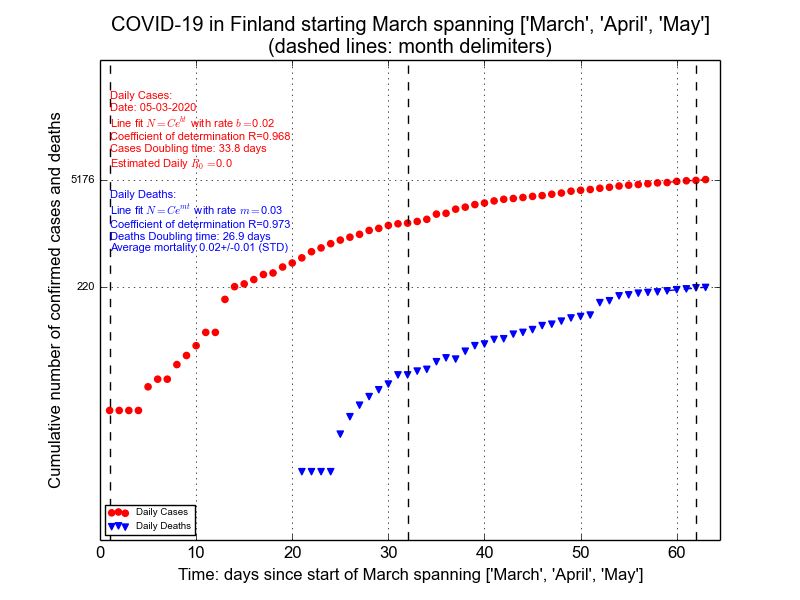 COVID-19 in Finland starting March spanning ['March', 'April', 'May']
(dashed lines: month delimiters)
Cumulative number of confirmed cases and deaths
5176
220
Daily Cases:
Date: 05-03-2020
Line fit N = Ce^{bt} with rate b =0.02
Coefficient of determination R=0.968
Cases Doubling time: 33.8 days
Estimated Daily R_0 =0.0
Daily Deaths:
Line fit N = Ce^{mt} with rate m =0.03
Coefficient of determination R=0.973
Deaths Doubling time: 26.9 days
Average mortality:0.02+/-0.01 (STD)
Daily Cases
Daily Deaths
0 10 20 30 40 50 60
Time: days since start of March spanning ['March', 'April', 'May']